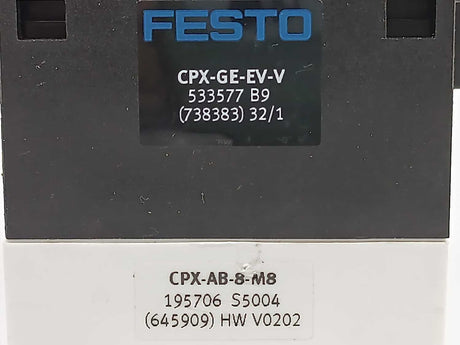 FESTO
CPX-GE-EV-V
533577 B9
(738383) 32/1
CPX-AB-8-M8
195706 S5004
(645909) HW V0202